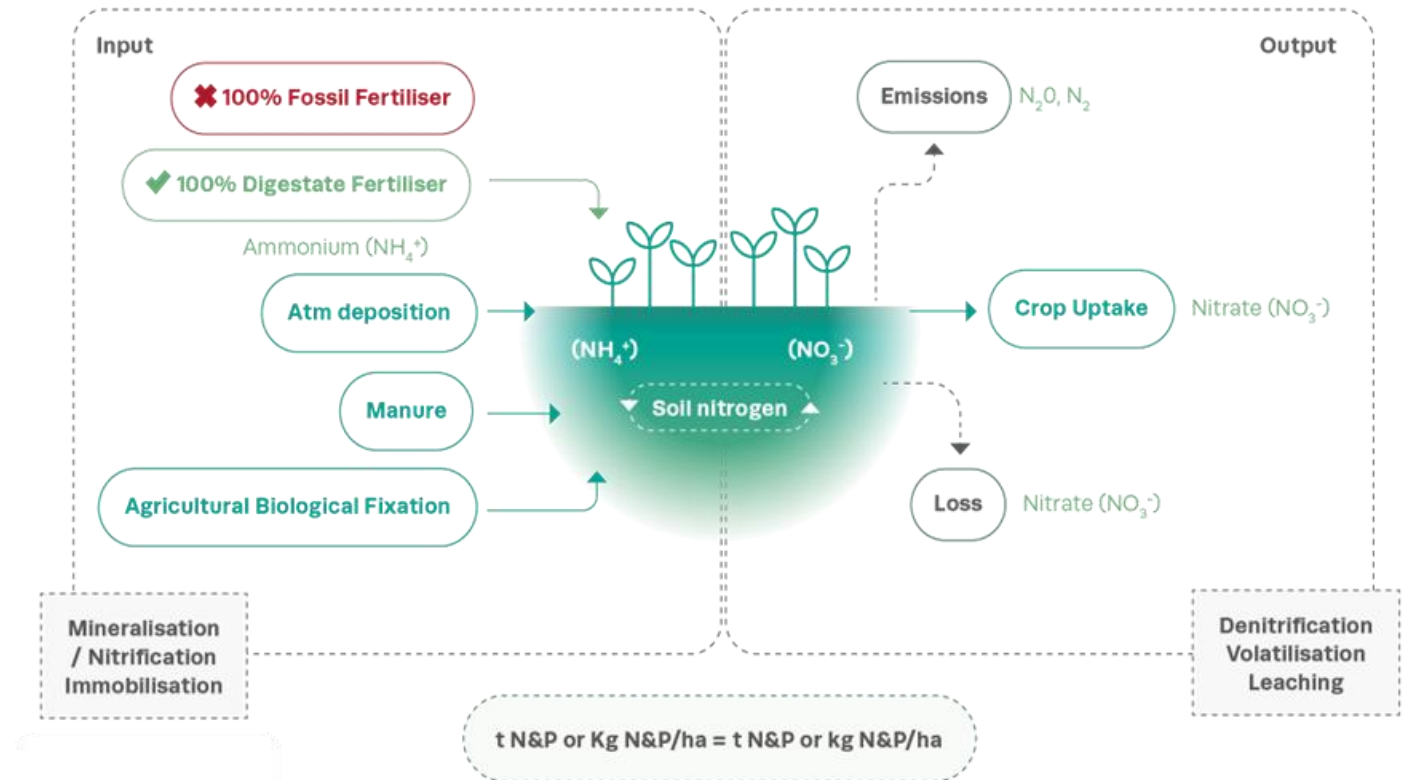 Input
✖ 100% Fossil Fertiliser
✔ 100% Digestate Fertiliser
Ammonium (NH₄⁺)
Atm deposition
Manure
Agricultural Biological Fixation
Mineralisation
/ Nitrification
Immobilisation
(NH₄⁺)
(NO₃⁻)
Soil nitrogen
Output
Emissions
N₂0, N₂
Crop Uptake
Nitrate (NO₃⁻)
Loss
Nitrate (NO₃⁻)
Denitrification
Volatilisation
Leaching
t N&P or Kg N&P/ha = t N&P or kg N&P/ha